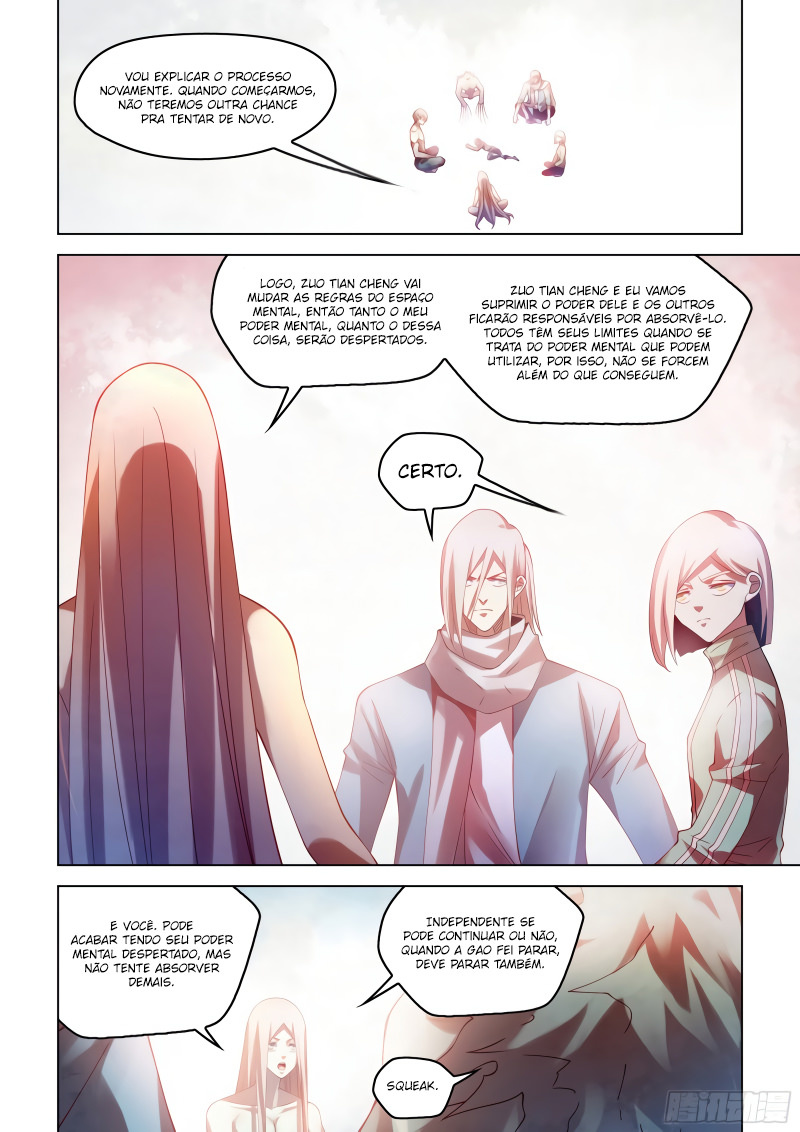 VOU EXPLICAR O PROCESSO
NOVAMENTE. QUANDO COMEÇARMOS,
NÃO TEREMOS OUTRA CHANCE
PRA TENTAR DE NOVO.
LOGO, ZUO TIAN CHENG VAI
MUDAR AS REGRAS DO ESPAÇO
MENTAL, ENTÃO TANTO O MEU
PODER MENTAL, QUANTO O DESSA
COISA, SERÃO DESPERTADOS.
ZUO TIAN CHENG E EU VAMOS
SUPRIMIR O PODER DELE E OS OUTROS
FICARÃO RESPONSÁVEIS POR ABSORVÊ-LO.
TODOS TÊM SEUS LIMITES QUANDO SE
TRATA DO PODER MENTAL QUE PODEM
UTILIZAR, POR ISSO, NÃO SE FORCEM
ALÉM DO QUE CONSEGUEM.
CERTO.
E VOCÊ. PODE
ACABAR TENDO SEU PODER
MENTAL DESPERTADO, MAS
NÃO TENTE ABSORVER
DEMAIS.
INDEPENDENTE SE
PODE CONTINUAR OU NÃO,
QUANDO A GAO FEI PARAR,
DEVE PARAR TAMBÉM.
SQUEAK.
腾讯动漫